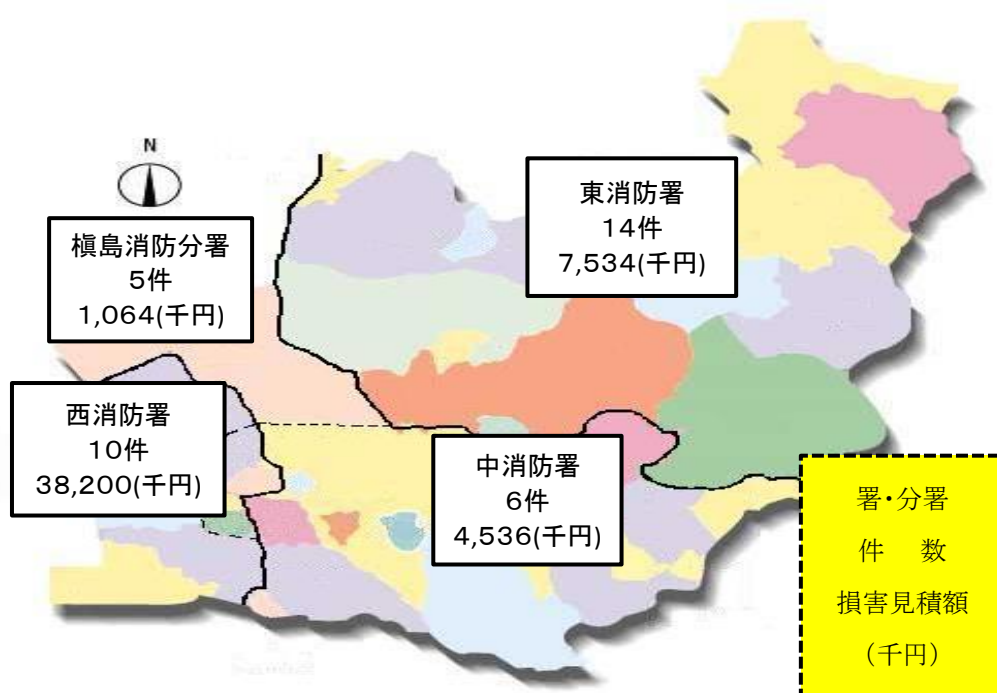 N
東消防署
14件
7,534(千円)
槇島消防分署
5件
1,064(千円)
西消防署
10件
38,200(千円)
中消防署
6件
4,536(千円)
署・分署
件　数
損害見積額
（千円）